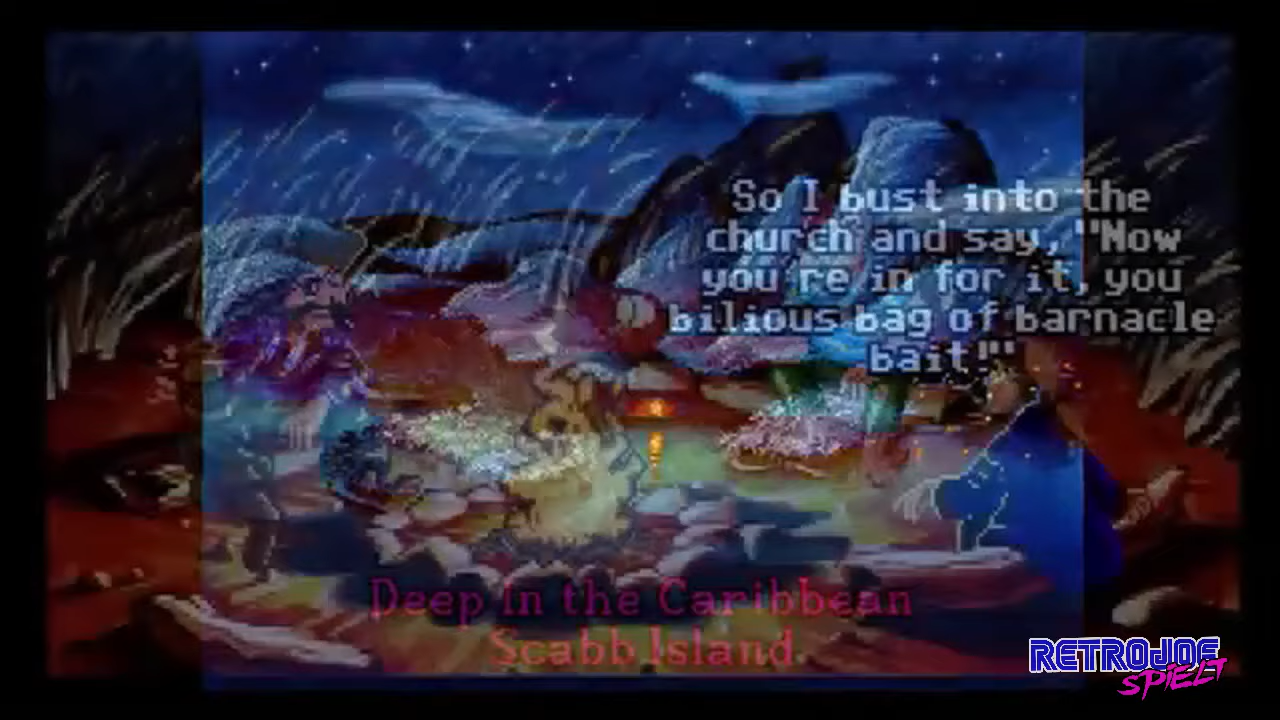 So I bust into the
church and say, "Now
you're in for it, you
bilious bag of barnacle
bait!"
Deep in the Caribbean
Scabb Island.
RETROJOE
SPIELT